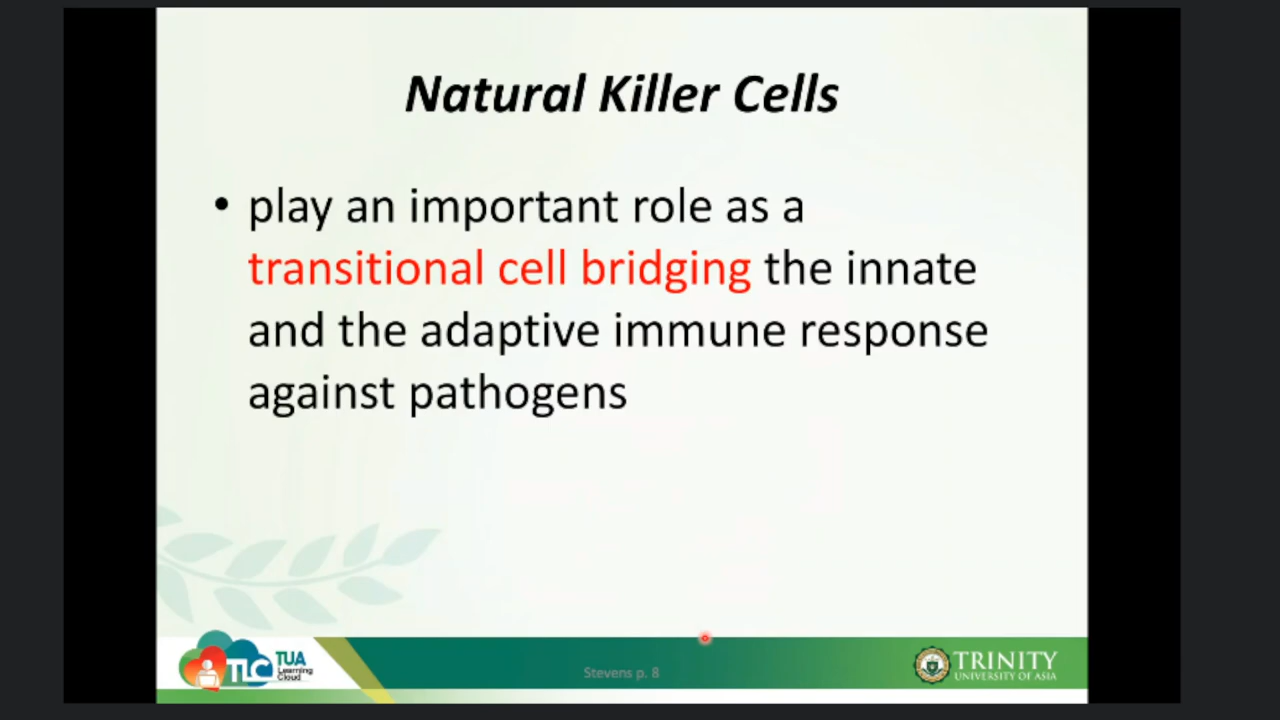 Natural Killer Cells
• play an important role as a
transitional cell bridging the innate
and the adaptive immune response
against pathogens
TLC
TUA
Learning
Cloud
Stevens p. 8
TRINITY
UNIVERSITY OF ASIA